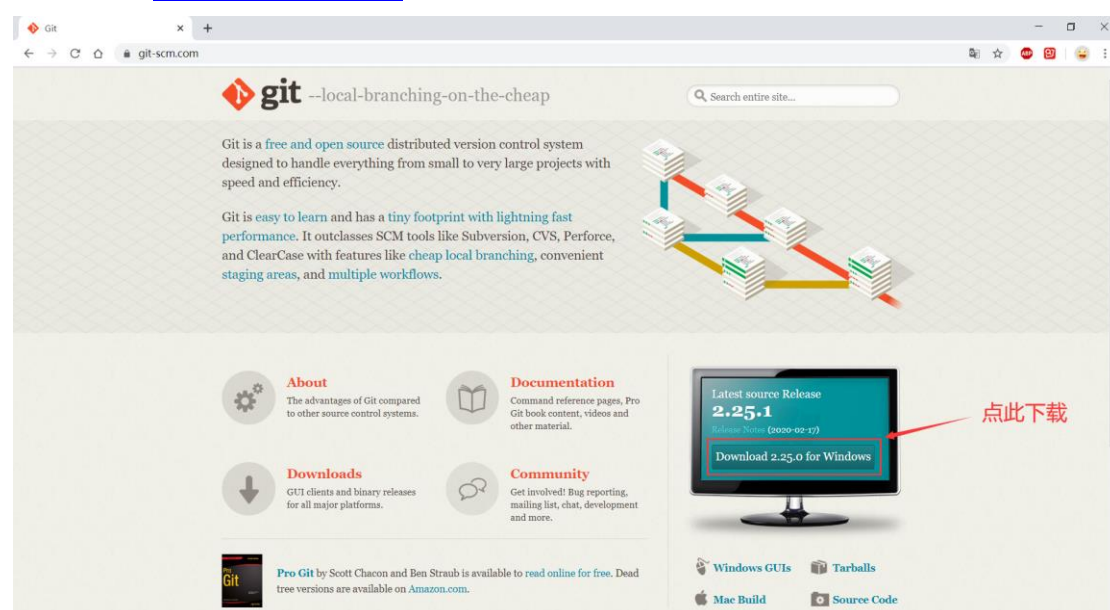 Git
git-scm.com
git --local-branching-on-the-cheap
Search entire site...
Git is a free and open source distributed version control system
designed to handle everything from small to very large projects with
speed and efficiency.
Git is easy to learn and has a tiny footprint with lightning fast
performance. It outclasses SCM tools like Subversion, CVS, Perforce,
and ClearCase with features like cheap local branching, convenient
staging areas, and multiple workflows.
About
The advantages of Git compared
to other source control systems.
Documentation
Command reference pages, Pro
Git book content, videos and
other material.
Downloads
GUI clients and binary releases
for all major platforms.
Community
Get involved! Bug reporting,
mailing list, chat, development
and more.
Latest source Release
2.25.1
Release Notes (2020-02-17)
Download 2.25.0 for Windows
点此下载
Pro
Git
Pro Git by Scott Chacon and Ben Straub is available to read online for free. Dead
tree versions are available on Amazon.com.
Windows GUIs
Tarballs
Mac Build
Source Code